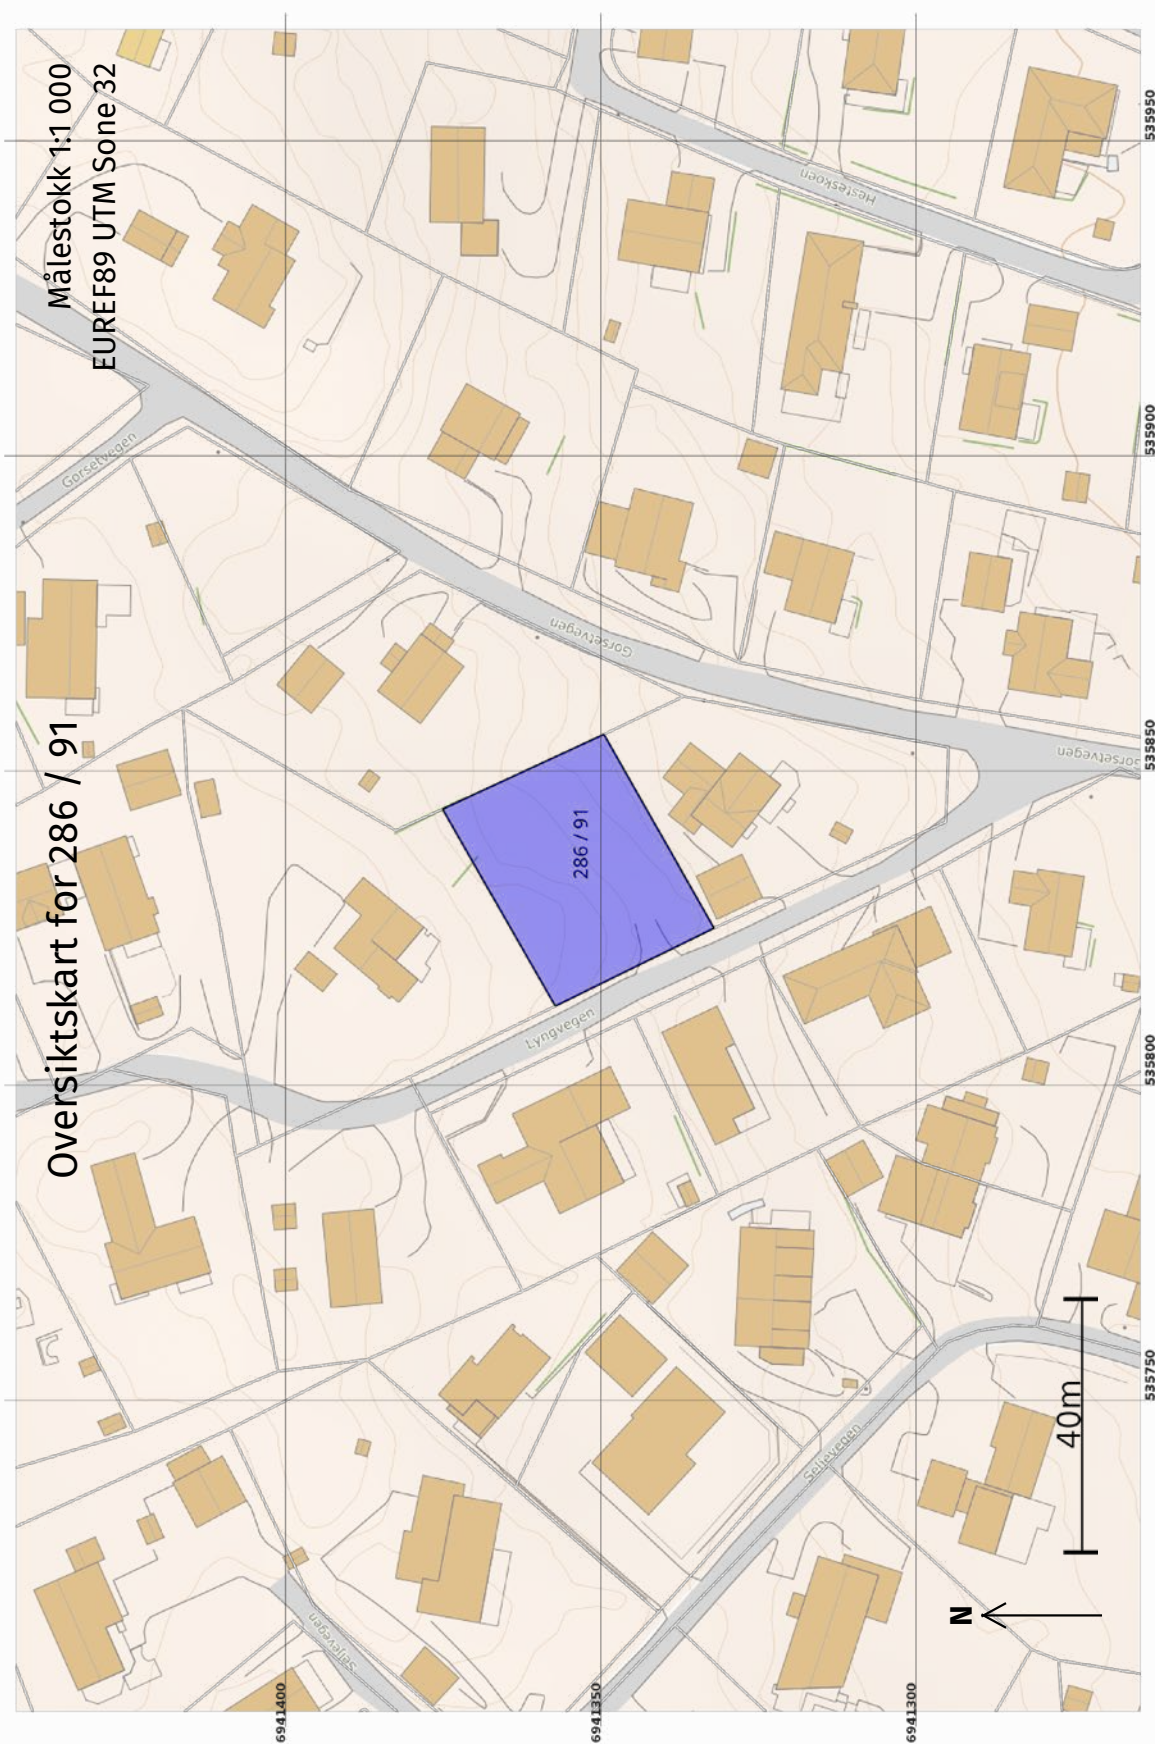 Målestokk 1:1 000
EUREF89 UTM Sone 32
Oversiktskart for 286 / 91
Gorsetvegen
Hesteskoen
Gorsetvegen
Gorsetvegen
Lyngvegen
Seljevegen
Seljevegen
286 / 91
40m
N
6941400
6941350
6941300
535750
535800
535850
535900
535950